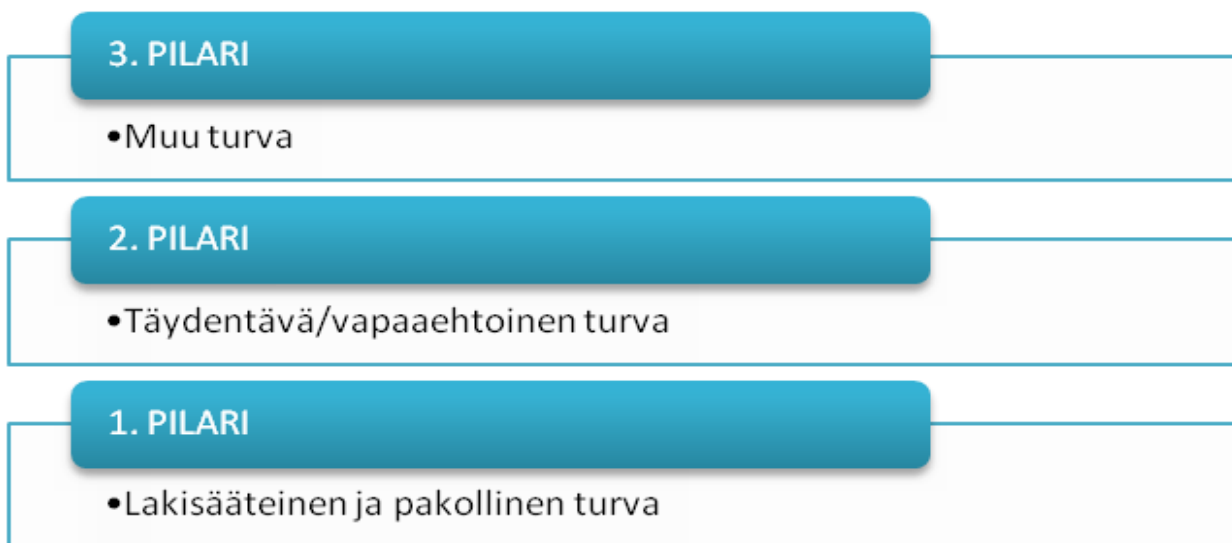 3. PILARI
•Muu turva
2. PILARI
•Täydentävä/vapaaehtoinen turva
1. PILARI
•Lakisääteinen ja pakollinen turva